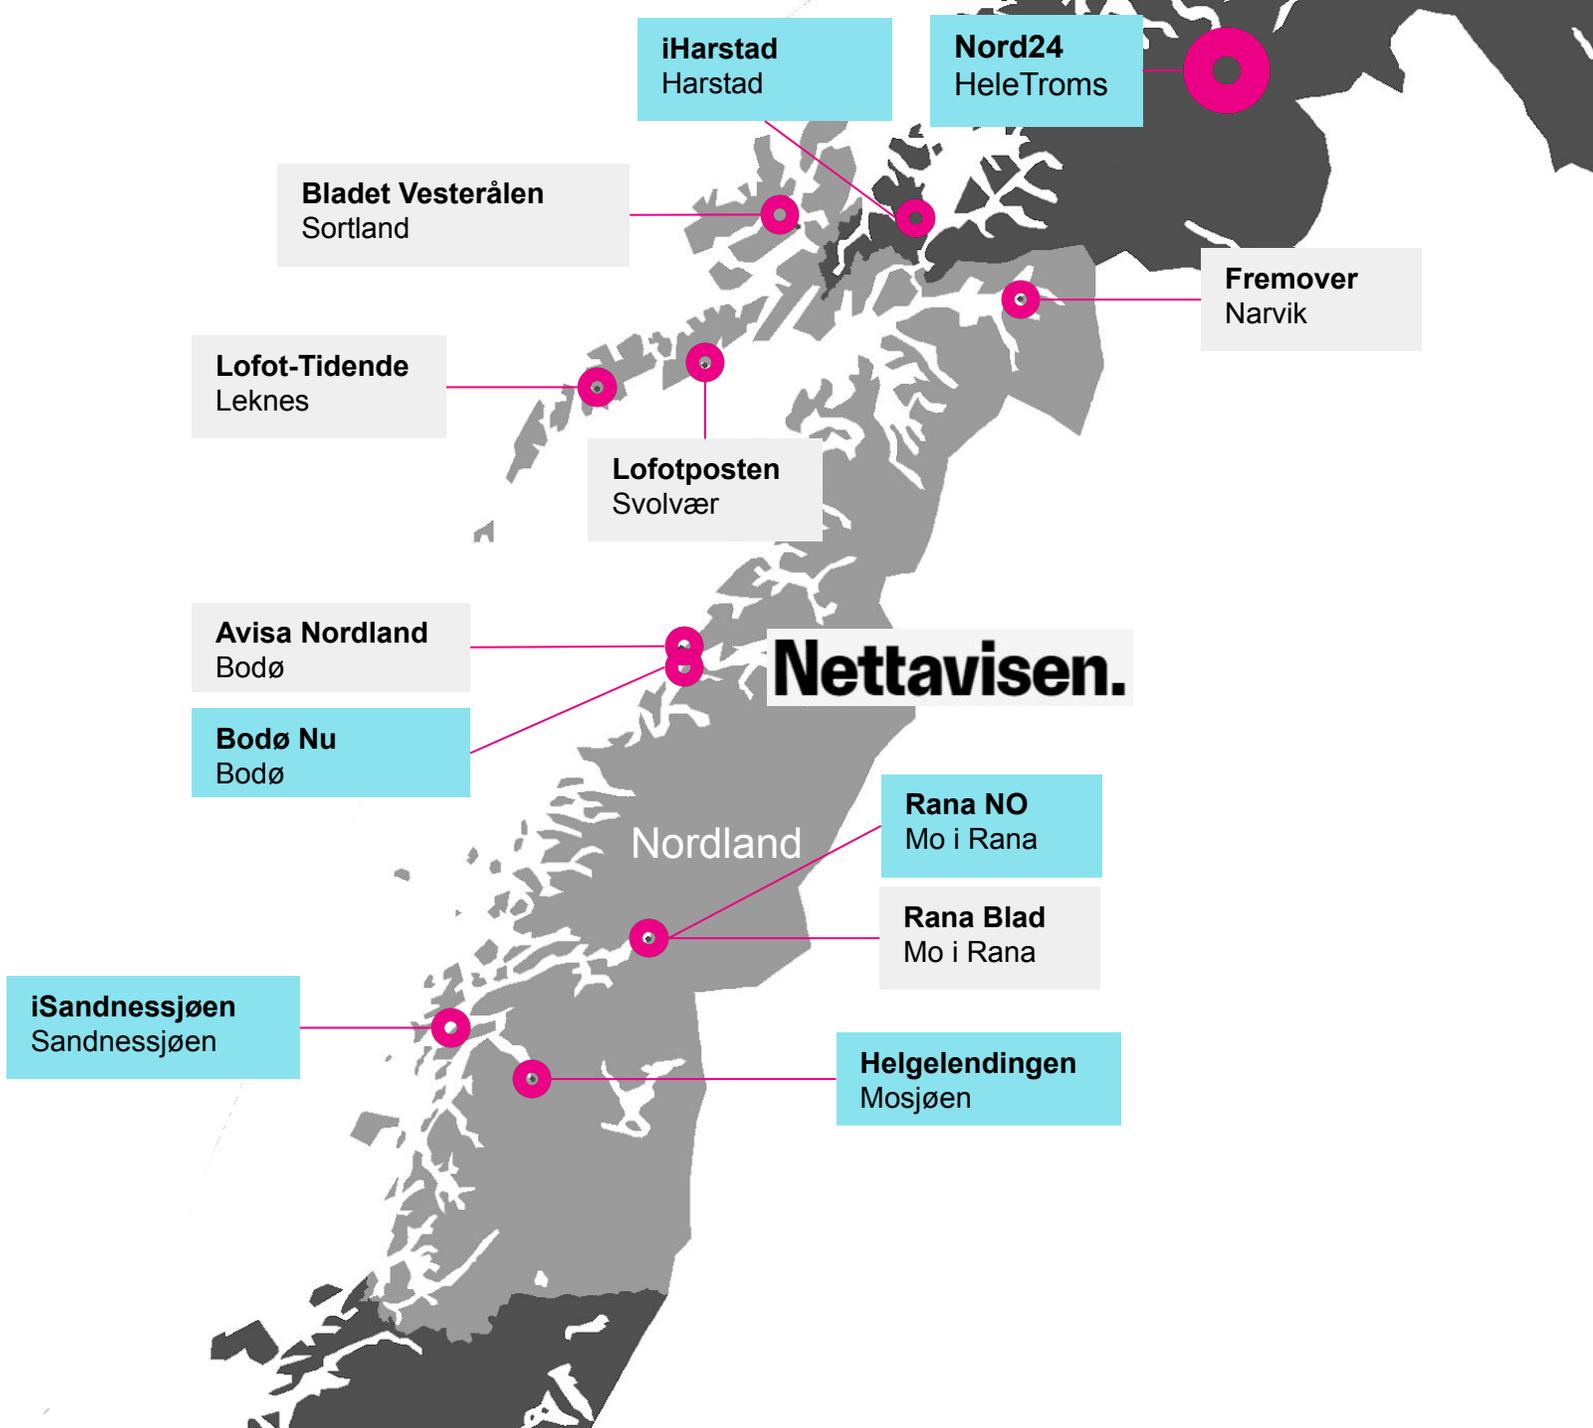 iHarstad
Harstad
Nord24
HeleTroms
Bladet Vesterålen
Sortland
Fremover
Narvik
Lofot-Tidende
Leknes
Lofotposten
Svolvær
Avisa Nordland
Bodø
Nettavisen.
Bodø Nu
Bodø
Rana NO
Mo i Rana
Nordland
Rana Blad
Mo i Rana
iSandnessjøen
Sandnessjøen
Helgelendingen
Mosjøen